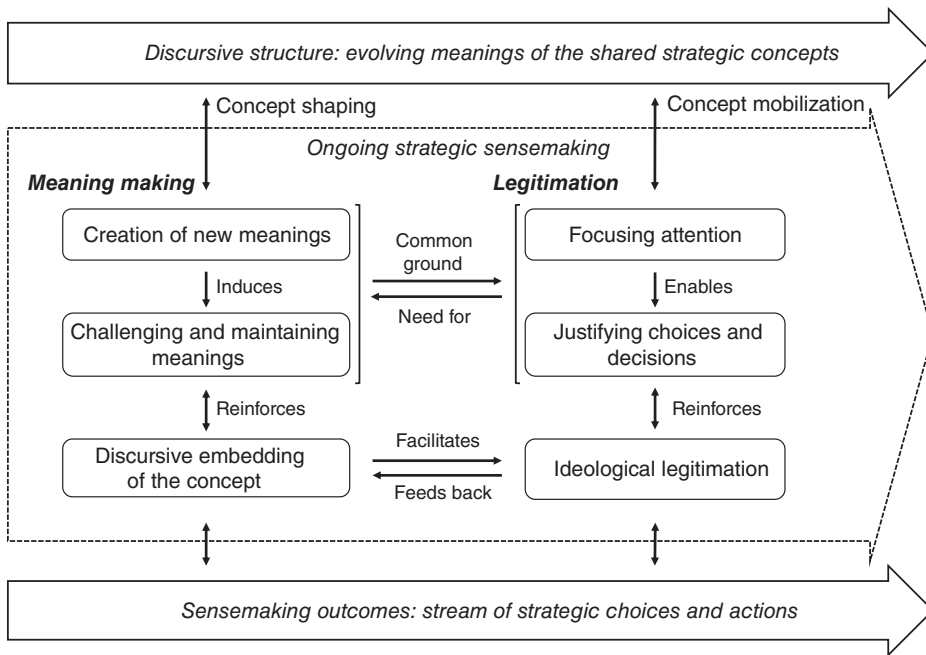 Discursive structure: evolving meanings of the shared strategic concepts
Concept shaping
Concept mobilization
Ongoing strategic sensemaking
Meaning making
Legitimation
Creation of new meanings
Common
ground
Focusing attention
Induces
Enables
Need for
Challenging and maintaining
meanings
Justifying choices and
decisions
Reinforces
Reinforces
Discursive embedding
of the concept
Facilitates
Feeds back
Ideological legitimation
Sensemaking outcomes: stream of strategic choices and actions